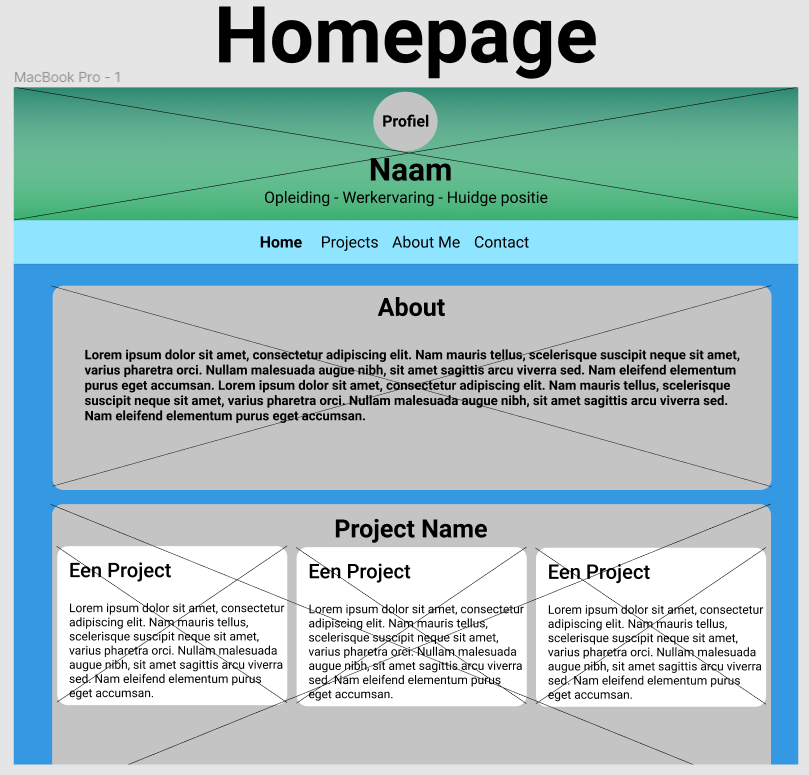 Homepage
MacBook Pro - 1
Profiel
Naam
Opleiding - Werkervaring - Huidge positie
Home Projects About Me Contact
About
Lorem ipsum dolor sit amet, consectetur adipiscing elit. Nam mauris tellus, scelerisque suscipit neque sit amet,
varius pharetra orci. Nullam malesuada augue nibh, sit amet sagittis arcu viverra sed. Nam eleifend elementum
purus eget accumsan. Lorem ipsum dolor sit amet, consectetur adipiscing elit. Nam mauris tellus, scelerisque
suscipit neque sit amet, varius pharetra orci. Nullam malesuada augue nibh, sit amet sagittis arcu viverra sed.
Nam eleifend elementum purus eget accumsan.
Project Name
Een Project
Lorem ipsum dolor sit amet, consectetur
adipiscing elit. Nam mauris tellus,
scelerisque suscipit neque sit amet,
varius pharetra orci. Nullam malesuada
augue nibh, sit amet sagittis arcu viverra
sed. Nam eleifend elementum purus
eget accumsan.
Een Project
Lorem ipsum dolor sit amet, consectetur
adipiscing elit. Nam mauris tellus,
scelerisque suscipit neque sit amet,
varius pharetra orci. Nullam malesuada
augue nibh, sit amet sagittis arcu viverra
sed. Nam eleifend elementum purus
eget accumsan.
Een Project
Lorem ipsum dolor sit amet, consectetur
adipiscing elit. Nam mauris tellus,
scelerisque suscipit neque sit amet,
varius pharetra orci. Nullam malesuada
augue nibh, sit amet sagittis arcu viverra
sed. Nam eleifend elementum purus
eget accumsan.